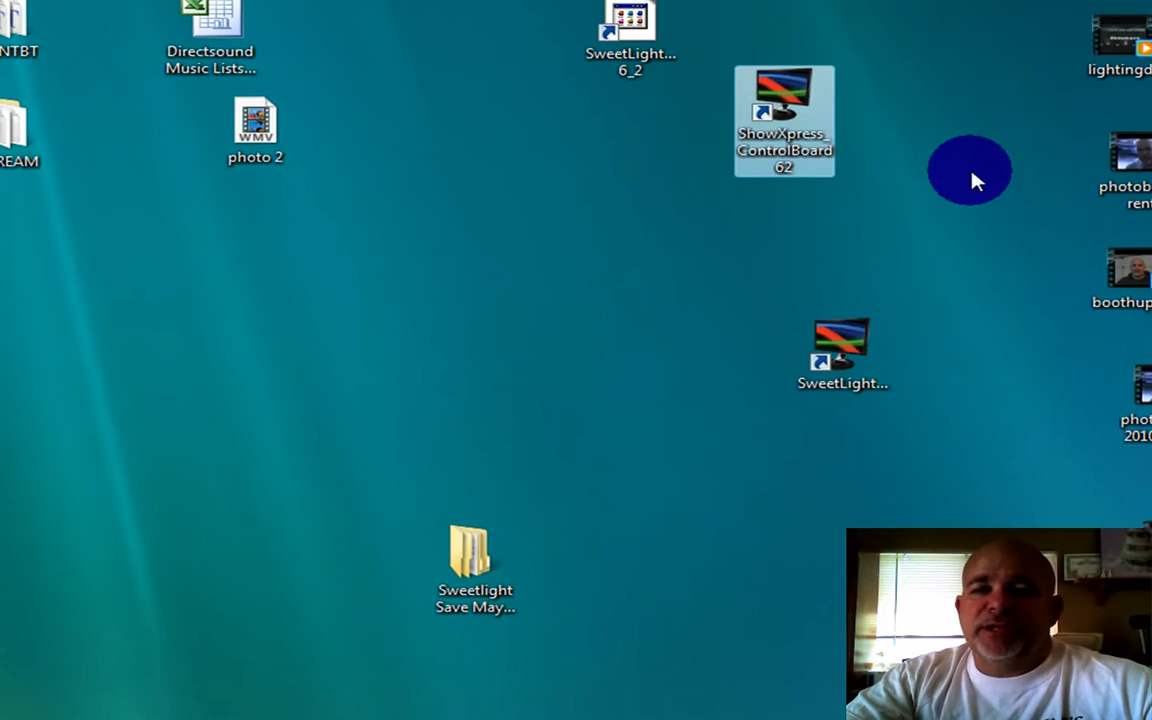 NTBT
Directsound
Music Lists...
SweetLight...
6_2
ShowXpress_
ControlBoard
62
lightingd
REAM
WMV
photo 2
photob
ren
boothup
SweetLight...
phot
2010
Sweetlight
Save May...